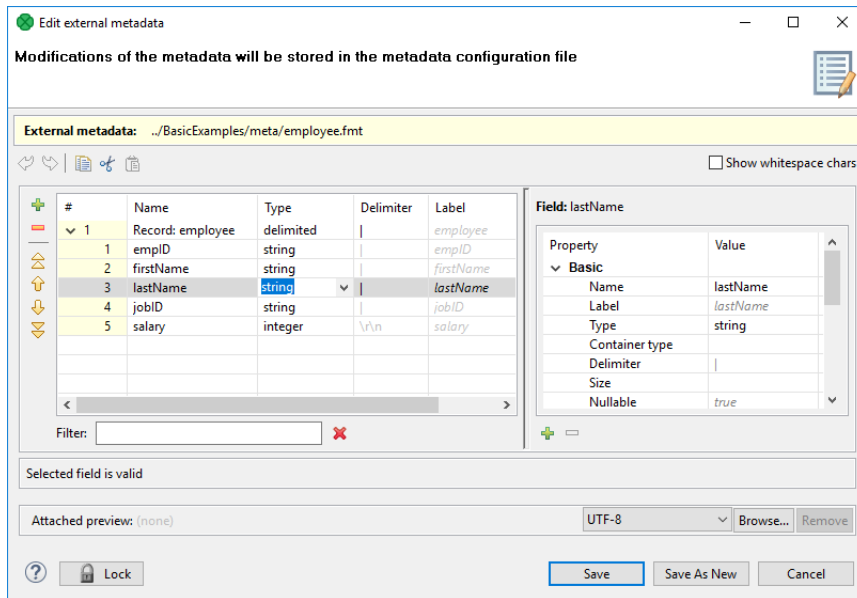 Edit external metadata
Modifications of the metadata will be stored in the metadata configuration file
External metadata: ../BasicExamples/meta/employee.fmt
Show whitespace chars
# Name Type Delimiter Label
1 Record: employee delimited | employee
1 empID string | empID
2 firstName string | firstName
3 lastName string | lastName
4 jobID string | jobID
5 salary integer \r\n salary
Filter:
Field: lastName
Property Value
Basic
Name lastName
Label lastName
Type string
Container type
Delimiter |
Size
Nullable true
Selected field is valid
Attached preview: (none) UTF-8 Browse... Remove
? Lock Save Save As New Cancel